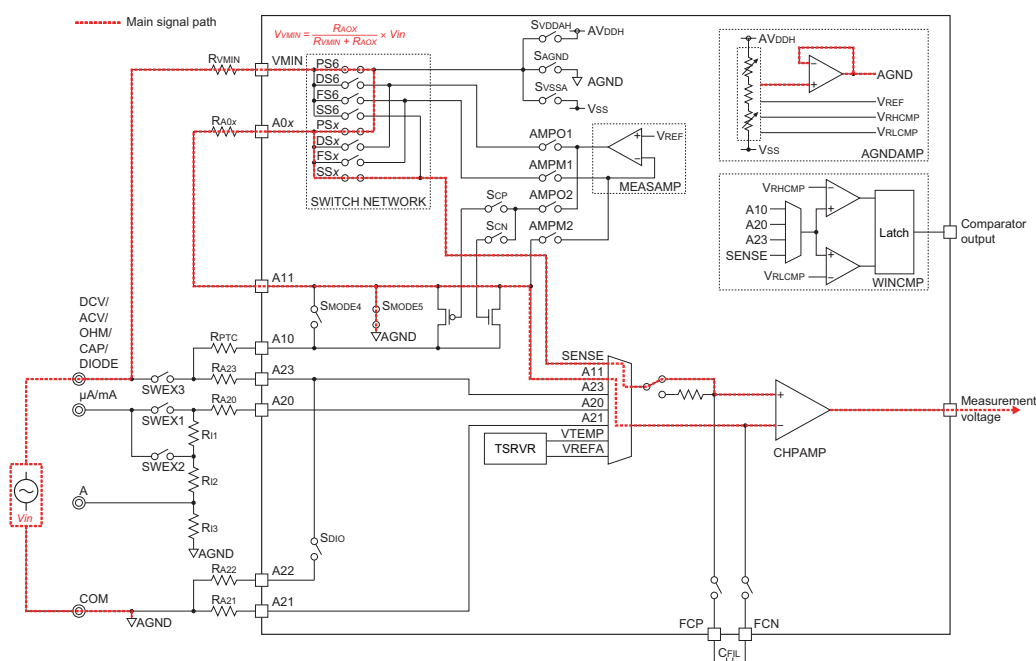 Main signal path
VVMIN = RAOX / RVMIN + RAOX × Vin
SVDDAH
AVDDH
SAGND
AGND
SVSSA
VSS
RVMIN
VMIN
PS6
DS6
FS6
SS6
RA0x
A0x
PSx
DSx
FSx
SSx
SWITCH NETWORK
AMPO1
AMPM1
AMPO2
AMPM2
SCP
SCN
VREF
MEASAMP
AVDDH
AGND
VREF
VRHCMP
VRLCMP
VSS
AGNDAMP
VRHCMP
A10
A20
A23
SENSE
VRLCMP
Latch
WINCMP
Comparator
output
A11
SMODE4
SMODE5
AGND
DCV/
ACV/
OHM/
CAP/
DIODE
RPTC
A10
RA23
A23
SWEX3
µA/mA
RA20
A20
SWEX1
RI1
SWEX2
RI2
A
RI3
AGND
Vin
SENSE
A11
A23
A20
A21
VTEMP
VREFA
TSRVR
CHPAMP
Measurement
voltage
SDIO
RA22
A22
COM
AGND
RA21
A21
FCP
FCN
CFIL